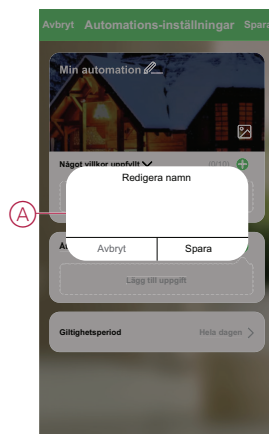 Avbryt Automations-inställningar Spara
Min automation
Något villkor uppfyllt (0/10)
Redigera namn
A
Avbryt Spara
Lägg till uppgift
Giltighetsperiod Hela dagen